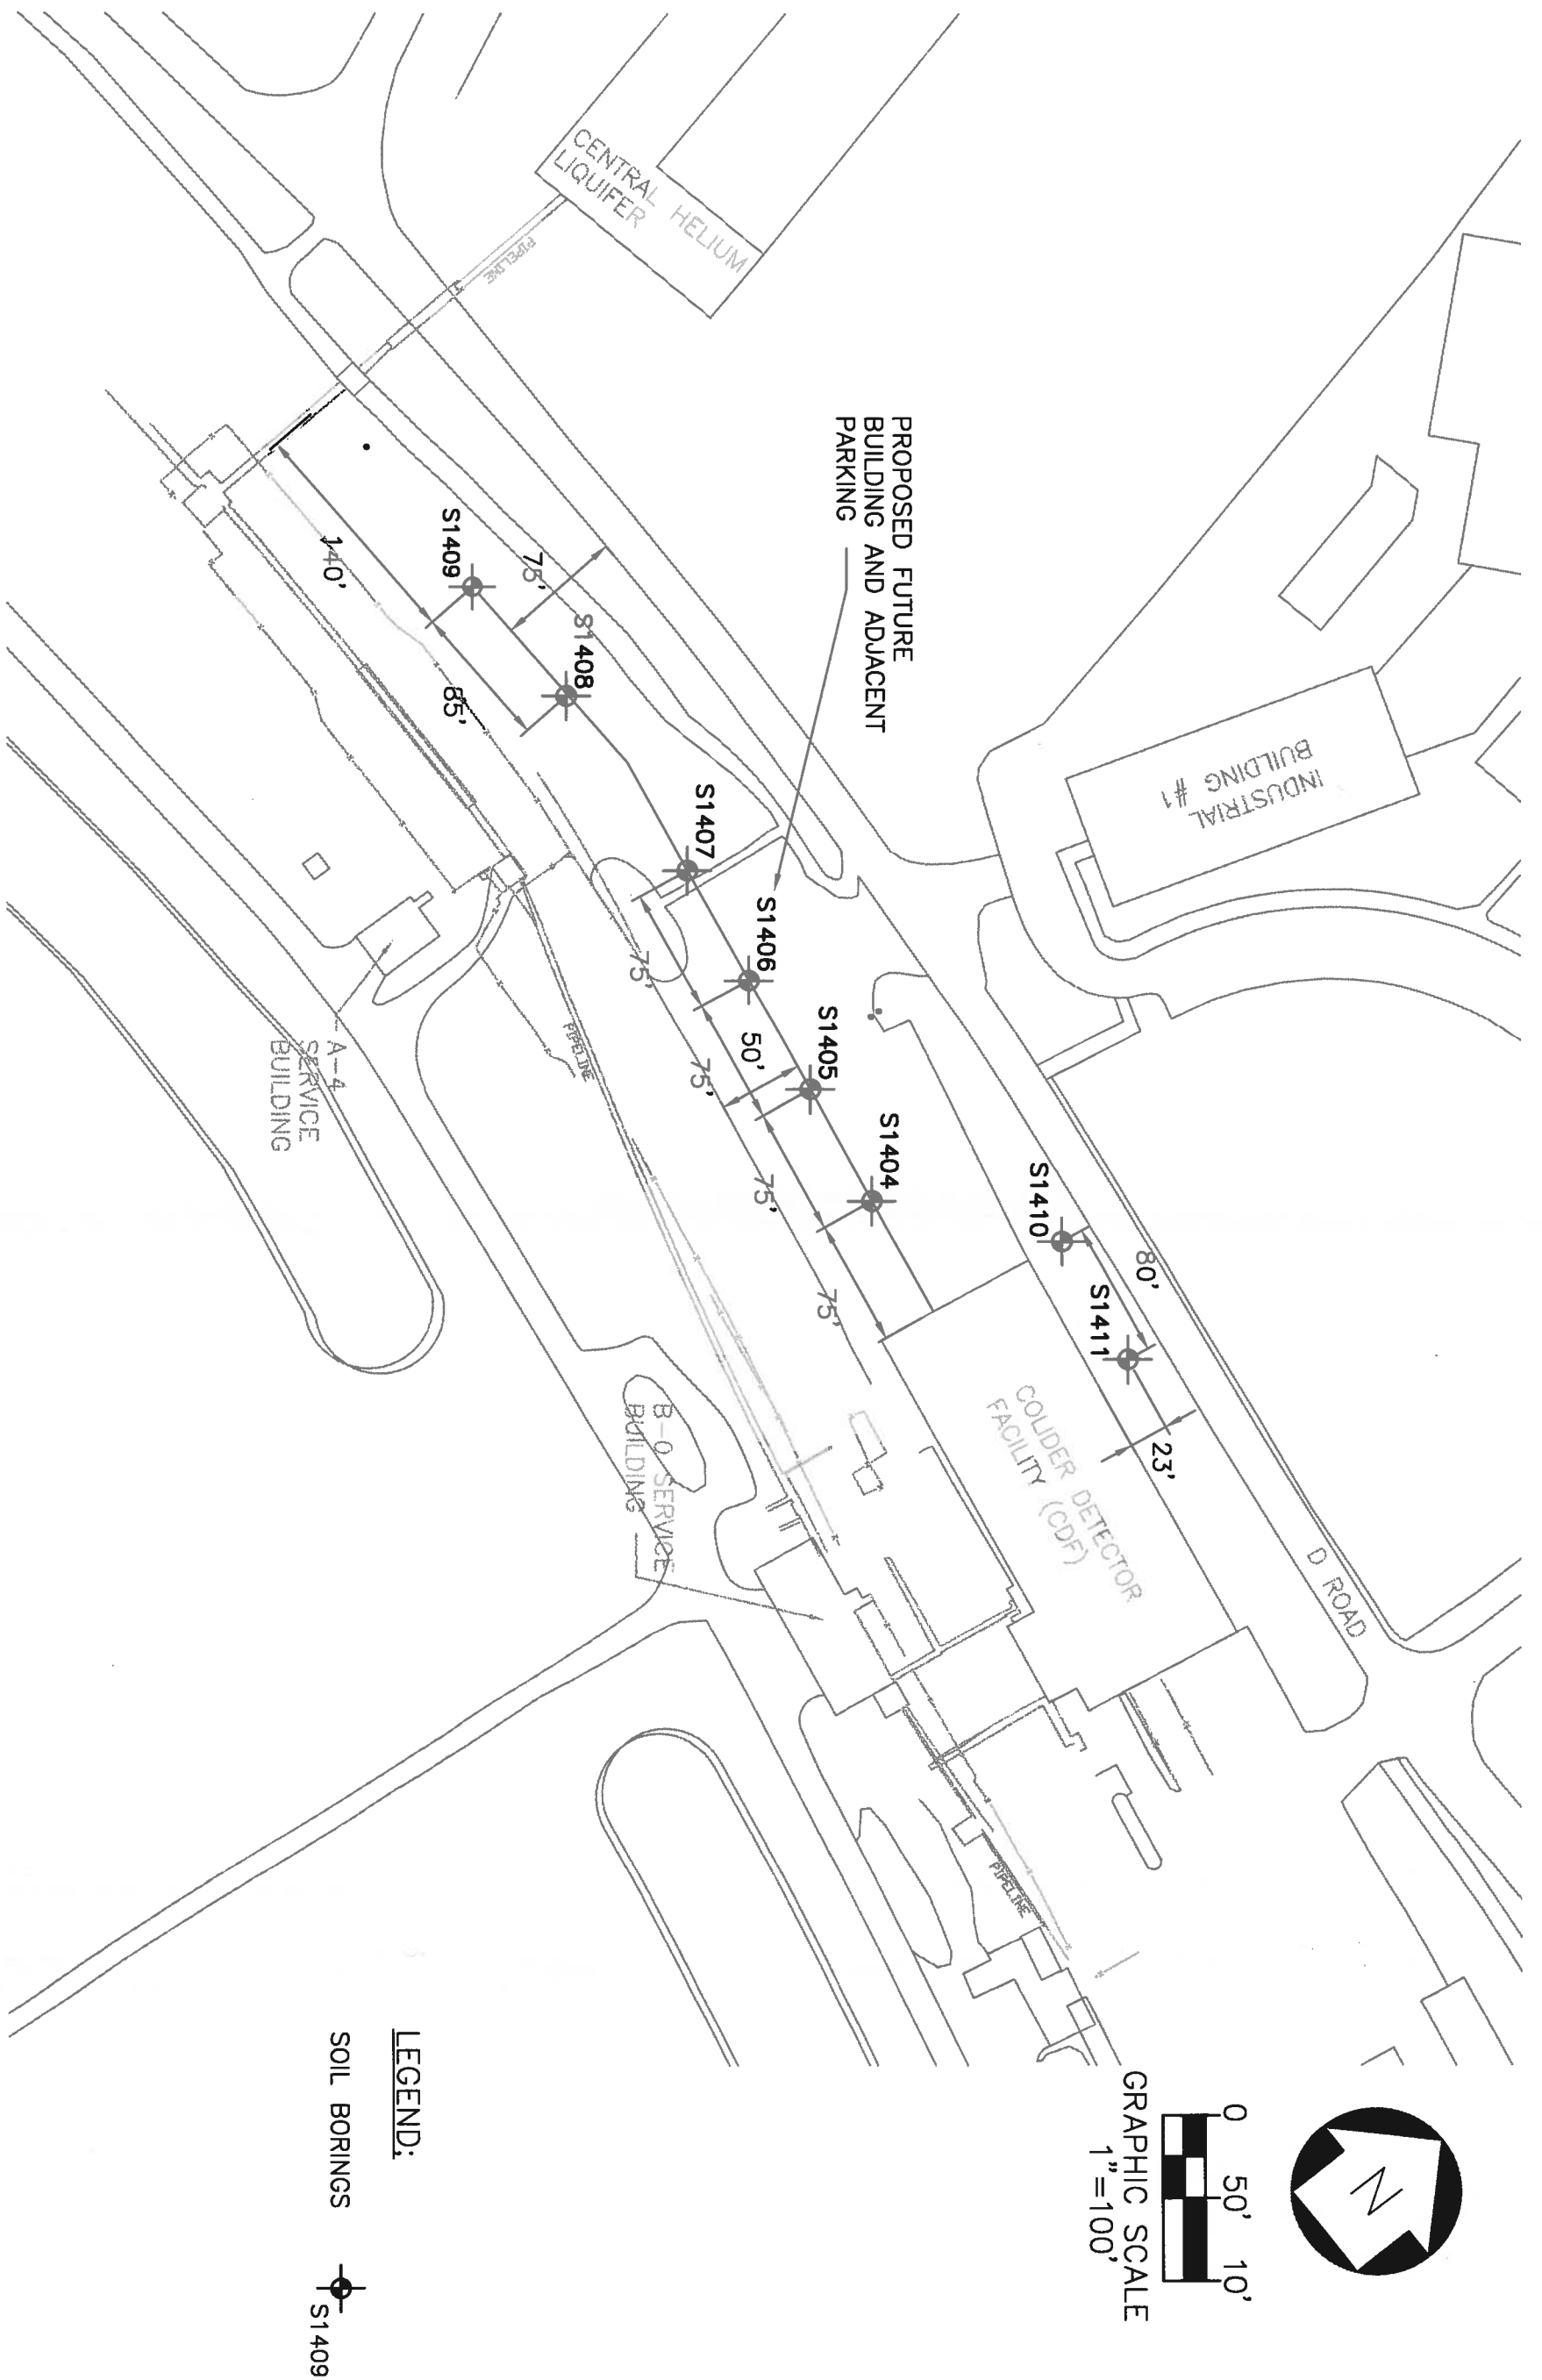 CENTRAL HELIUM
LIQUIFER
PIPELINE
PROPOSED FUTURE
BUILDING AND ADJACENT
PARKING
INDUSTRIAL
BUILDING #1
S1409
140'
75'
S1408
85'
S1407
S1406
75'
S1405
50'
75'
S1404
75'
75'
S1410
80'
S1411
23'
PIPELINE
A-4
SERVICE
BUILDING
B-0 SERVICE
BUILDING
COLIDER DETECTOR
FACILITY (CDF)
D ROAD
PIPELINE
N
0 50' 10'
GRAPHIC SCALE
1"=100'
LEGEND:
SOIL BORINGS
S1409